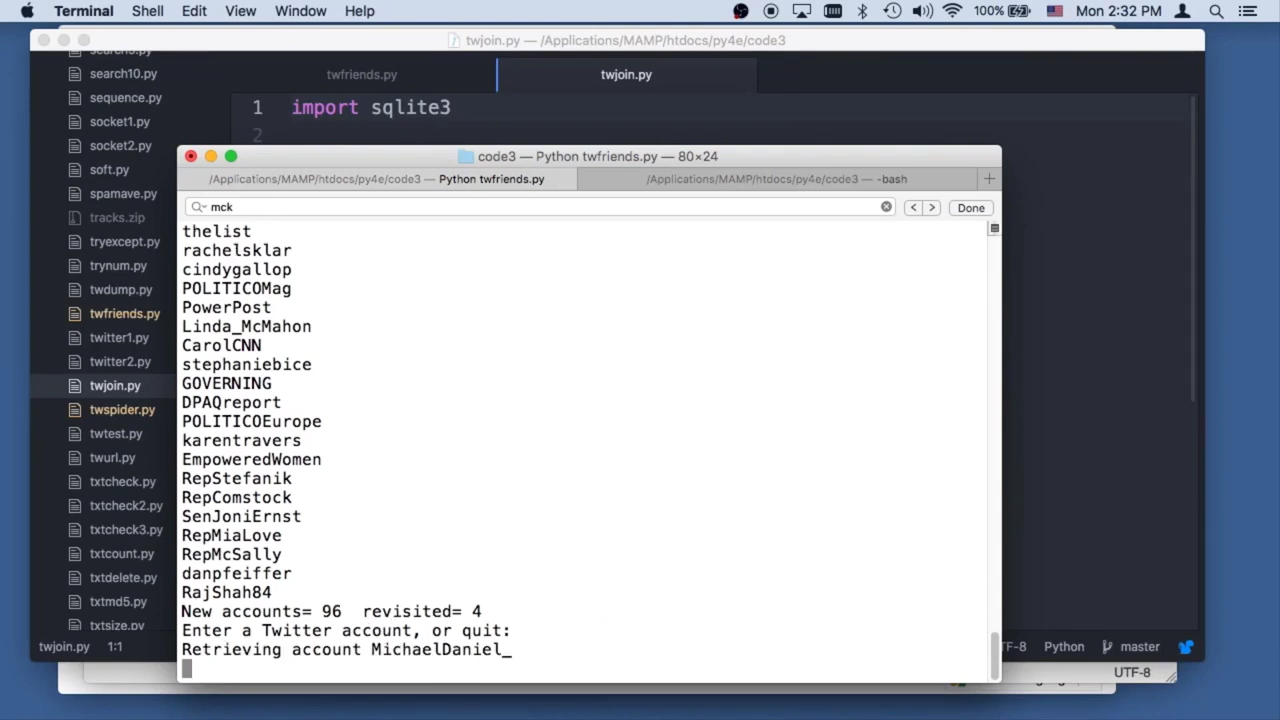 Terminal Shell Edit View Window Help 100% Mon 2:32 PM
twjoin.py — /Applications/MAMP/htdocs/py4e/code3
search10.py
sequence.py
socket1.py
socket2.py
soft.py
spamave.py
tracks.zip
tryexcept.py
trynum.py
twdump.py
twfriends.py
twitter1.py
twitter2.py
twjoin.py
twspider.py
twtest.py
twurl.py
txtcheck.py
txtcheck2.py
txtcheck3.py
txtcount.py
txtdelete.py
txtmd5.py
txtsize.py
twfriends.py twjoin.py
1 import sqlite3
2
code3 — Python twfriends.py — 80×24
/Applications/MAMP/htdocs/py4e/code3 — Python twfriends.py /Applications/MAMP/htdocs/py4e/code3 — -bash +
mck < > Done
thelist
rachelsklar
cindygallop
POLITICOMag
PowerPost
Linda_McMahon
CarolCNN
stephaniebice
GOVERNING
DPAQreport
POLITICOEurope
karentravers
EmpoweredWomen
RepStefanik
RepComstock
SenJoniErnst
RepMiaLove
RepMcSally
danpfeiffer
RajShah84
New accounts= 96 revisited= 4
Enter a Twitter account, or quit:
Retrieving account MichaelDaniel_
twjoin.py 1:1 TF-8 Python master
UTF-8